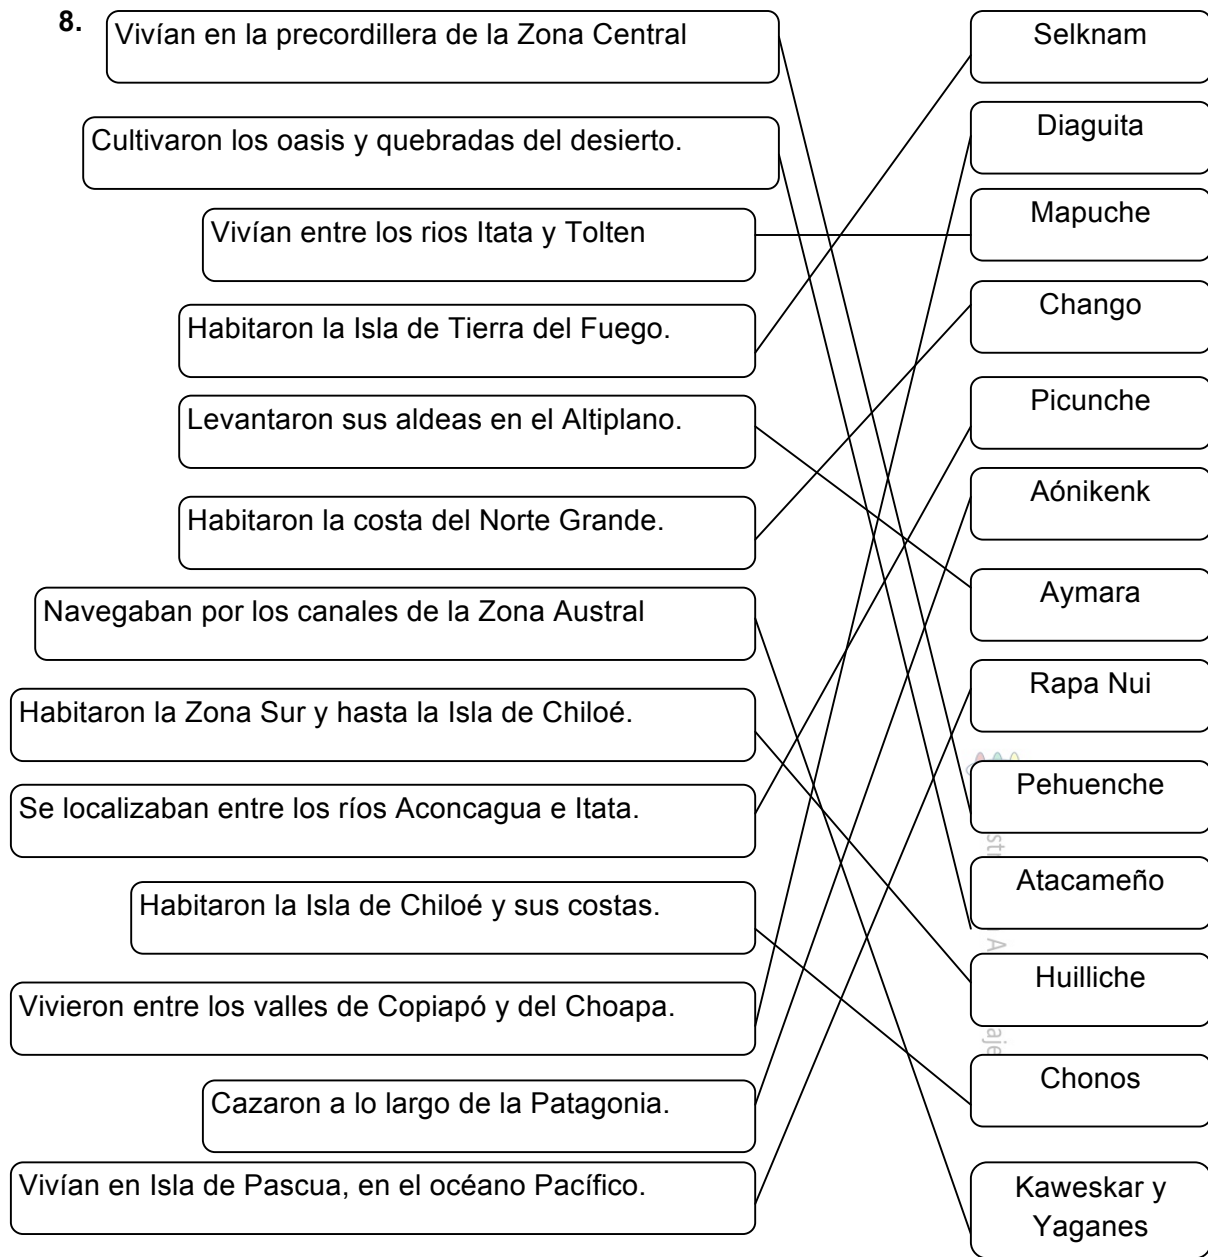 8.
Vivían en la precordillera de la Zona Central
Cultivaron los oasis y quebradas del desierto.
Vivían entre los rios Itata y Tolten
Habitaron la Isla de Tierra del Fuego.
Levantaron sus aldeas en el Altiplano.
Habitaron la costa del Norte Grande.
Navegaban por los canales de la Zona Austral
Habitaron la Zona Sur y hasta la Isla de Chiloé.
Se localizaban entre los ríos Aconcagua e Itata.
Habitaron la Isla de Chiloé y sus costas.
Vivieron entre los valles de Copiapó y del Choapa.
Cazaron a lo largo de la Patagonia.
Vivían en Isla de Pascua, en el océano Pacífico.
Selknam
Diaguita
Mapuche
Chango
Picunche
Aónikenk
Aymara
Rapa Nui
Pehuenche
Atacameño
Huilliche
Chonos
Kaweskar y
Yaganes